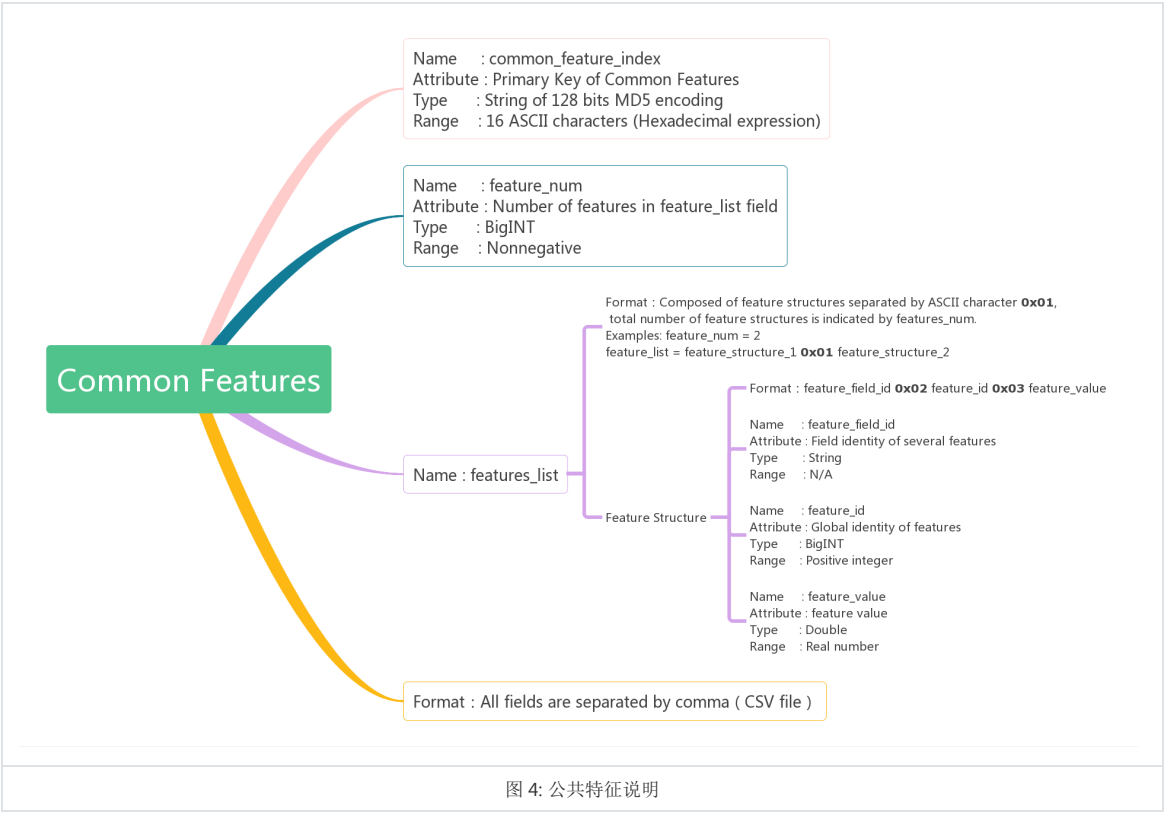 Common Features
Name : common_feature_index
Attribute : Primary Key of Common Features
Type : String of 128 bits MD5 encoding
Range : 16 ASCII characters (Hexadecimal expression)
Name : feature_num
Attribute : Number of features in feature_list field
Type : BigINT
Range : Nonnegative
Name : features_list
Format : Composed of feature structures separated by ASCII character 0x01,
total number of feature structures is indicated by features_num.
Examples: feature_num = 2
feature_list = feature_structure_1 0x01 feature_structure_2
Feature Structure
Format : feature_field_id 0x02 feature_id 0x03 feature_value
Name : feature_field_id
Attribute : Field identity of several features
Type : String
Range : N/A
Name : feature_id
Attribute : Global identity of features
Type : BigINT
Range : Positive integer
Name : feature_value
Attribute : feature value
Type : Double
Range : Real number
Format : All fields are separated by comma ( CSV file )
图 4: 公共特征说明